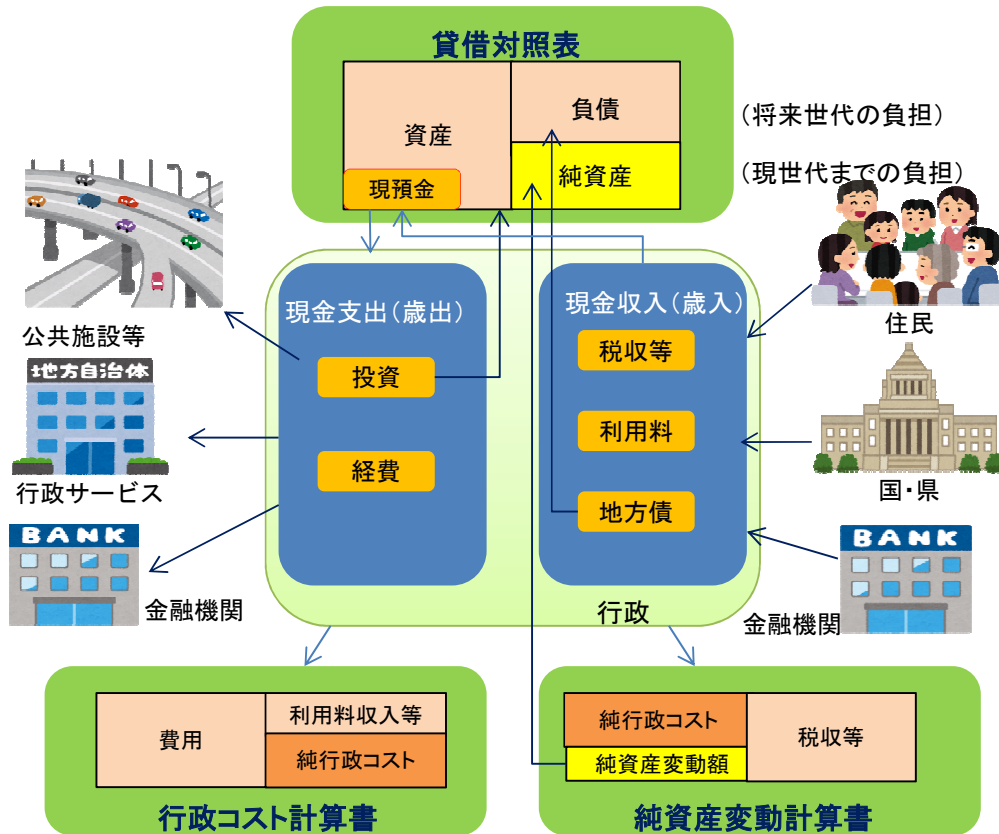 貸借対照表
資産
負債
(将来世代の負担)
純資産
(現世代までの負担)
現預金
現金支出(歳出)
現金収入(歳入)
公共施設等
住民
投資
税収等
地方自治体
利用料
経費
行政サービス
国・県
地方債
BANK
BANK
金融機関
行政
金融機関
費用
利用料収入等
純行政コスト
行政コスト計算書
純行政コスト
純資産変動額
税収等
純資産変動計算書